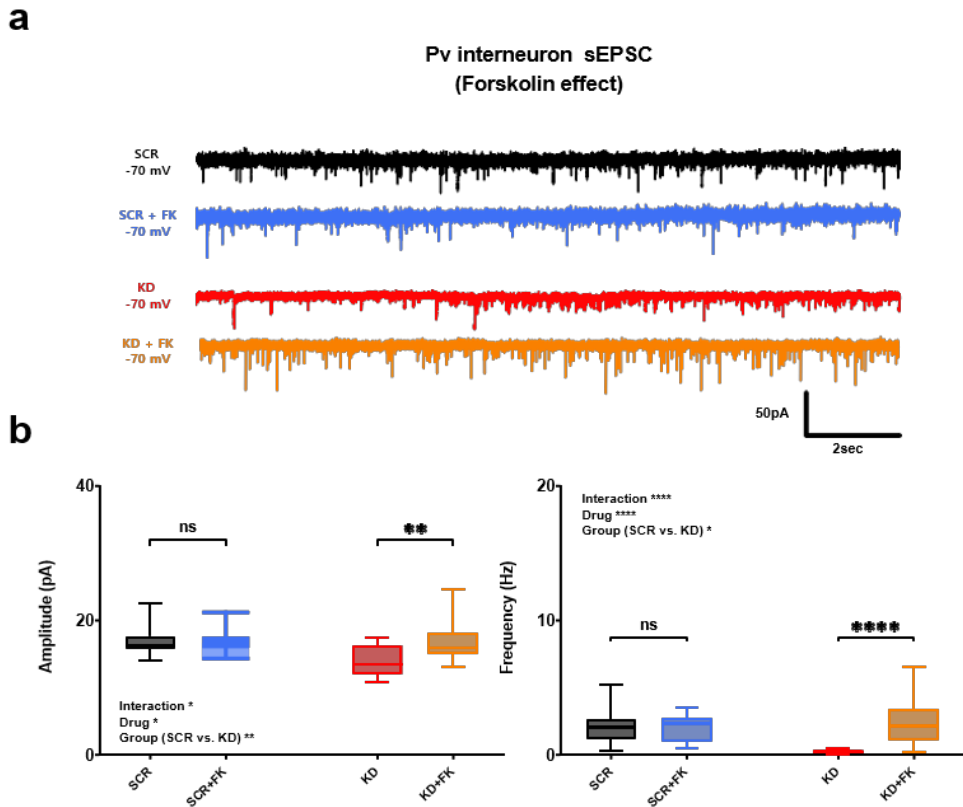 a
Pv interneuron sEPSC
(Forskolin effect)
SCR
-70 mV
SCR + FK
-70 mV
KD
-70 mV
KD + FK
-70 mV
50pA
2sec
b
Amplitude (pA)
40
20
0
ns
**
Interaction *
Drug *
Group (SCR vs. KD) **
SCR
SCR+FK
KD
KD+FK
Frequency (Hz)
20
10
0
Interaction ****
Drug ****
Group (SCR vs. KD) *
ns
****
SCR
SCR+FK
KD
KD+FK